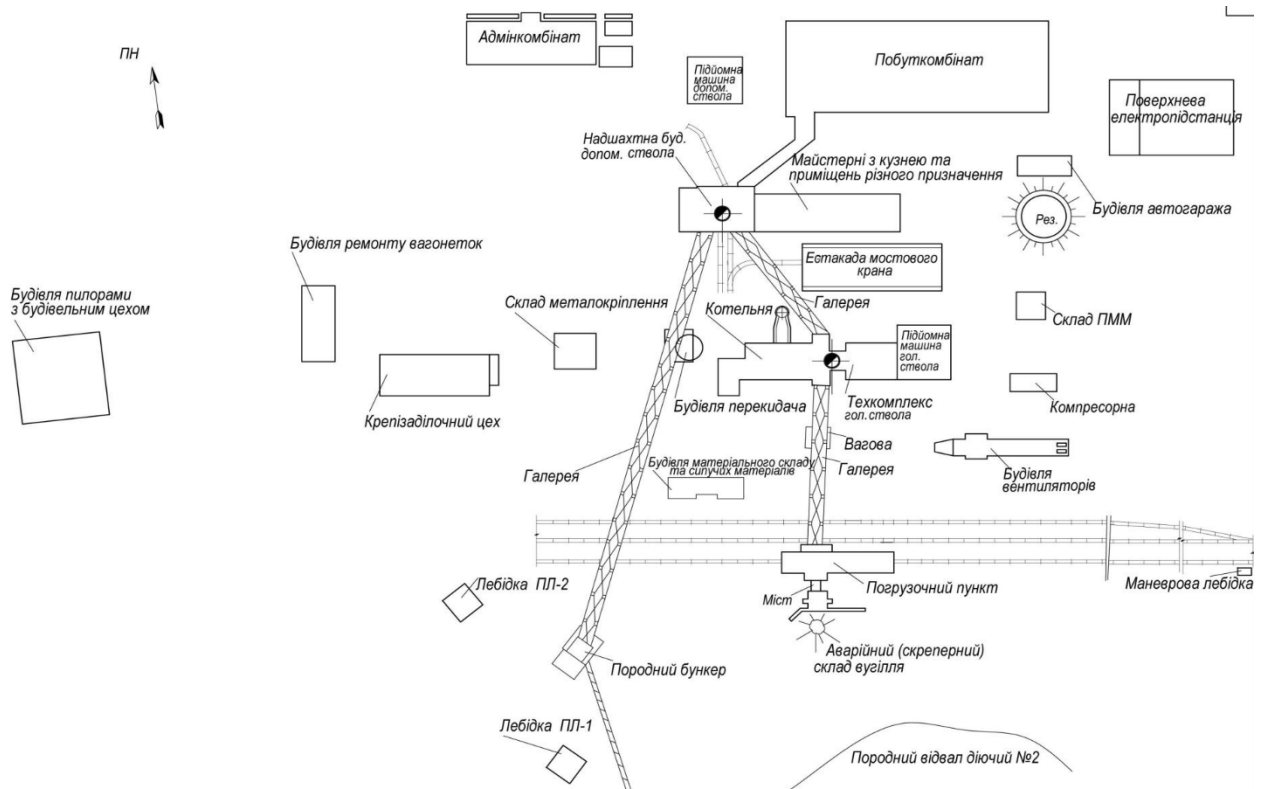 Адмінкомбінат
ПН
Підйомна
машина
допом.
ствола
Побуткомбінат
Поверхнева
електропідстанція
Надшахтна буд.
допом. ствола
Майстерні з кузнею та
приміщень різного призначення
Будівля автогаража
Рез.
Будівля ремонту вагонеток
Естакада мостового
крана
Будівля пилорами
з будівельним цехом
Склад металокріплення
Котельня
Галерея
Склад ПММ
Підйомна
машина
гол.
ствола
Крепізаділочний цех
Будівля перекидача
Техкомплекс
гол. ствола
Компресорна
Вагова
Галерея
Будівля матеріального складу
та сипучих матеріалів
Галерея
Будівля
вентиляторів
Лебідка ПЛ-2
Міст
Погрузочний пункт
Маневрова лебідка
Породний бункер
Аварійний (скреперний)
склад вугілля
Лебідка ПЛ-1
Породний відвал діючий №2